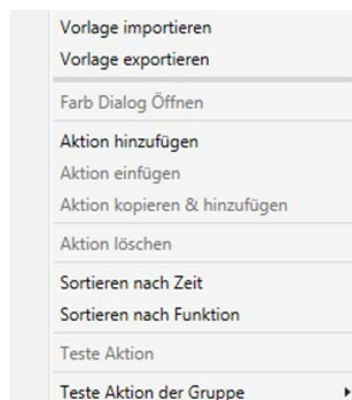 Vorlage importieren
Vorlage exportieren
Farb Dialog Öffnen
Aktion hinzufügen
Aktion einfügen
Aktion kopieren & hinzufügen
Aktion löschen
Sortieren nach Zeit
Sortieren nach Funktion
Teste Aktion
Teste Aktion der Gruppe